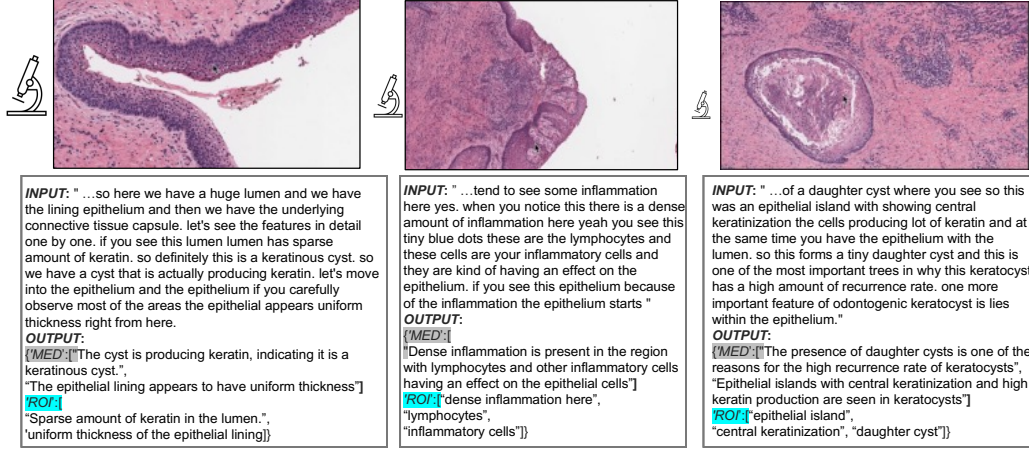 INPUT: " …so here we have a huge lumen and we have
the lining epithelium and then we have the underlying
connective tissue capsule. let's see the features in detail
one by one. if you see this lumen lumen has sparse
amount of keratin. so definitely this is a keratinous cyst. so
we have a cyst that is actually producing keratin. let's move
into the epithelium and the epithelium if you carefully
observe most of the areas the epithelial appears uniform
thickness right from here.
OUTPUT:
{'MED':["The cyst is producing keratin, indicating it is a
keratinous cyst.",
“The epithelial lining appears to have uniform thickness”]
'ROI':[
“Sparse amount of keratin in the lumen.”,
'uniform thickness of the epithelial lining]}
INPUT: " …tend to see some inflammation
here yes. when you notice this there is a dense
amount of inflammation here yeah you see this
tiny blue dots these are the lymphocytes and
these cells are your inflammatory cells and
they are kind of having an effect on the
epithelium. if you see this epithelium because
of the inflammation the epithelium starts "
OUTPUT:
{'MED':[
"Dense inflammation is present in the region
with lymphocytes and other inflammatory cells
having an effect on the epithelial cells”]
'ROI':[“dense inflammation here”,
“lymphocytes”,
“inflammatory cells”]}
INPUT: " …of a daughter cyst where you see so this
was an epithelial island with showing central
keratinization the cells producing lot of keratin and at
the same time you have the epithelium with the
lumen. so this forms a tiny daughter cyst and this is
one of the most important trees in why this keratocyst
has a high amount of recurrence rate. one more
important feature of odontogenic keratocyst is lies
within the epithelium."
OUTPUT:
{'MED':["The presence of daughter cysts is one of the
reasons for the high recurrence rate of keratocysts”,
“Epithelial islands with central keratinization and high
keratin production are seen in keratocysts”]
'ROI':[“epithelial island”,
“central keratinization”, “daughter cyst”]}